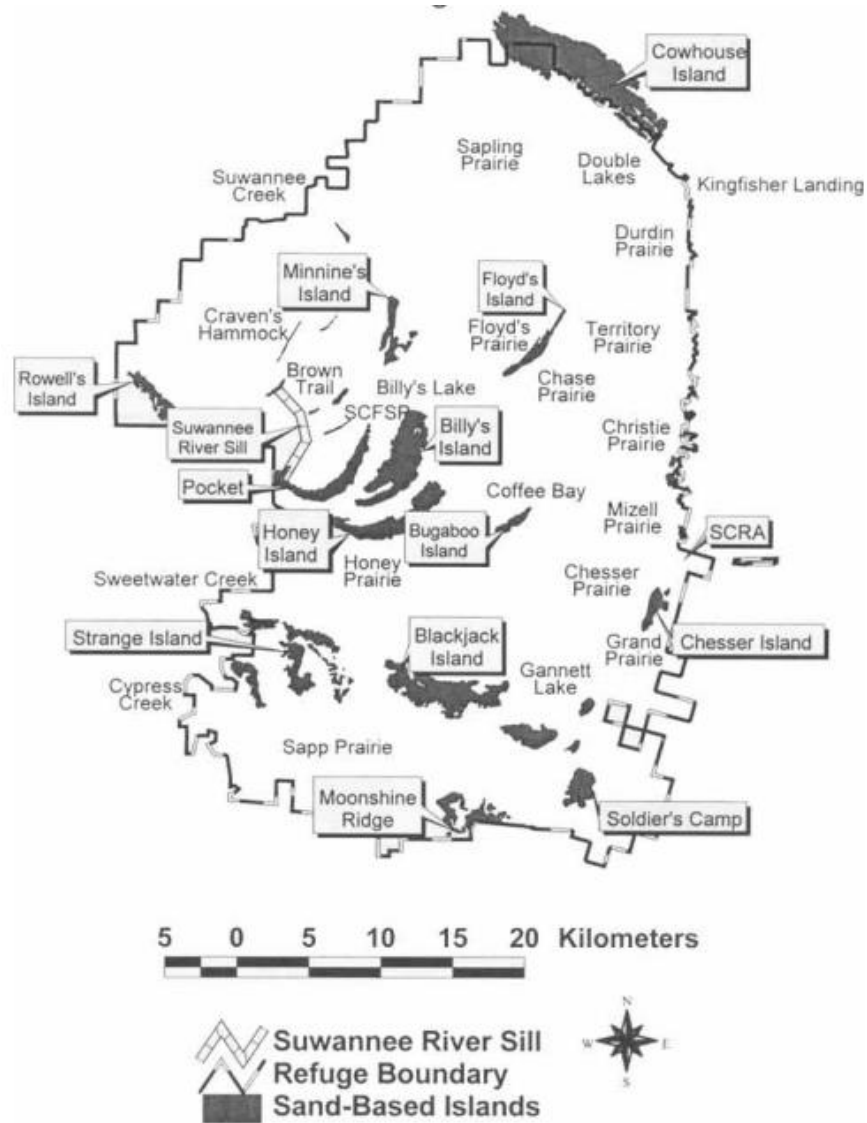 Cowhouse
Island
Sapling
Prairie
Double
Lakes
Suwannee
Creek
Kingfisher Landing
Durdin
Prairie
Minnine's
Island
Floyd's
Island
Craven's
Hammock
Floyd's
Prairie
Territory
Prairie
Rowell's
Island
Brown
Trail
Billy's Lake
Chase
Prairie
SCFSP
Suwannee
River Sill
Billy's
Island
Christie
Prairie
Pocket
Coffee Bay
Mizell
Prairie
Honey
Island
Bugaboo
Island
SCRA
Honey
Prairie
Sweetwater Creek
Chesser
Prairie
Strange Island
Blackjack
Island
Grand
Prairie
Chesser Island
Cypress
Creek
Gannett
Lake
Sapp Prairie
Moonshine
Ridge
Soldier's Camp
5 0 5 10 15 20 Kilometers
N
W E
S
Suwannee River Sill
Refuge Boundary
Sand-Based Islands